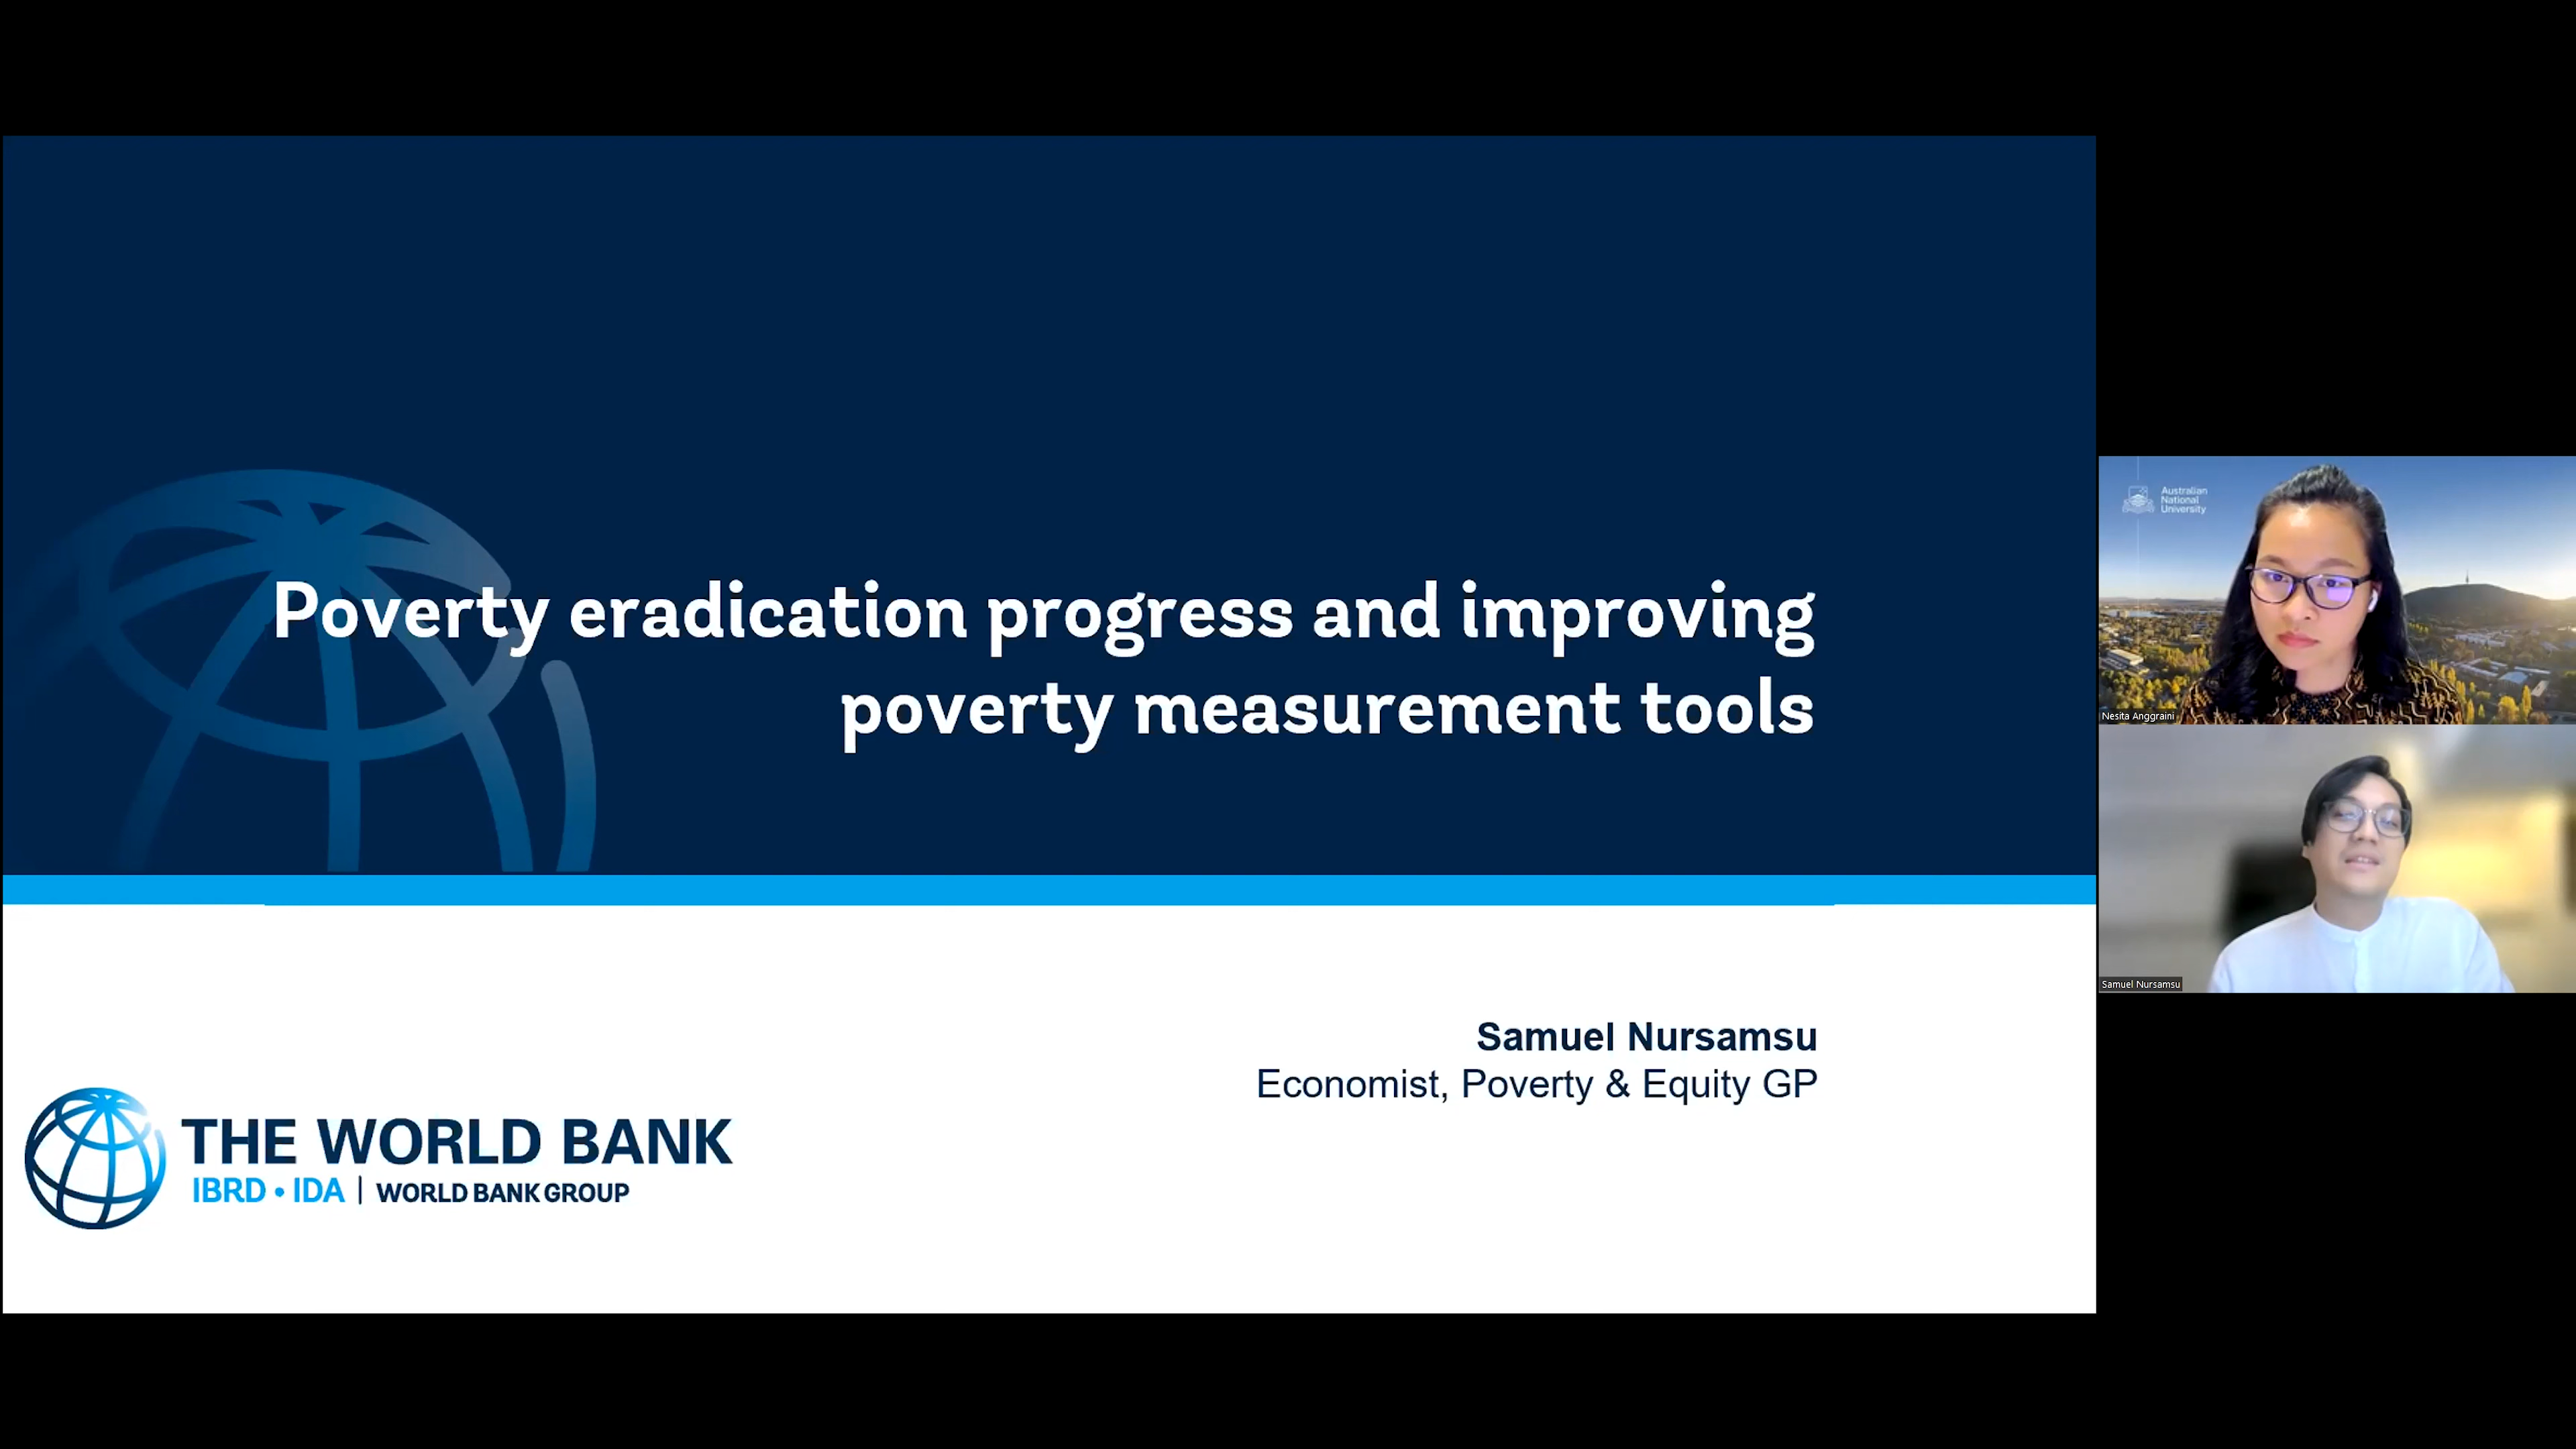 Poverty eradication progress and improving
poverty measurement tools
Samuel Nursamsu
Economist, Poverty & Equity GP
THE WORLD BANK
IBRD • IDA | WORLD BANK GROUP
Australian
National
University
Nesita Anggraini
Samuel Nursamsu